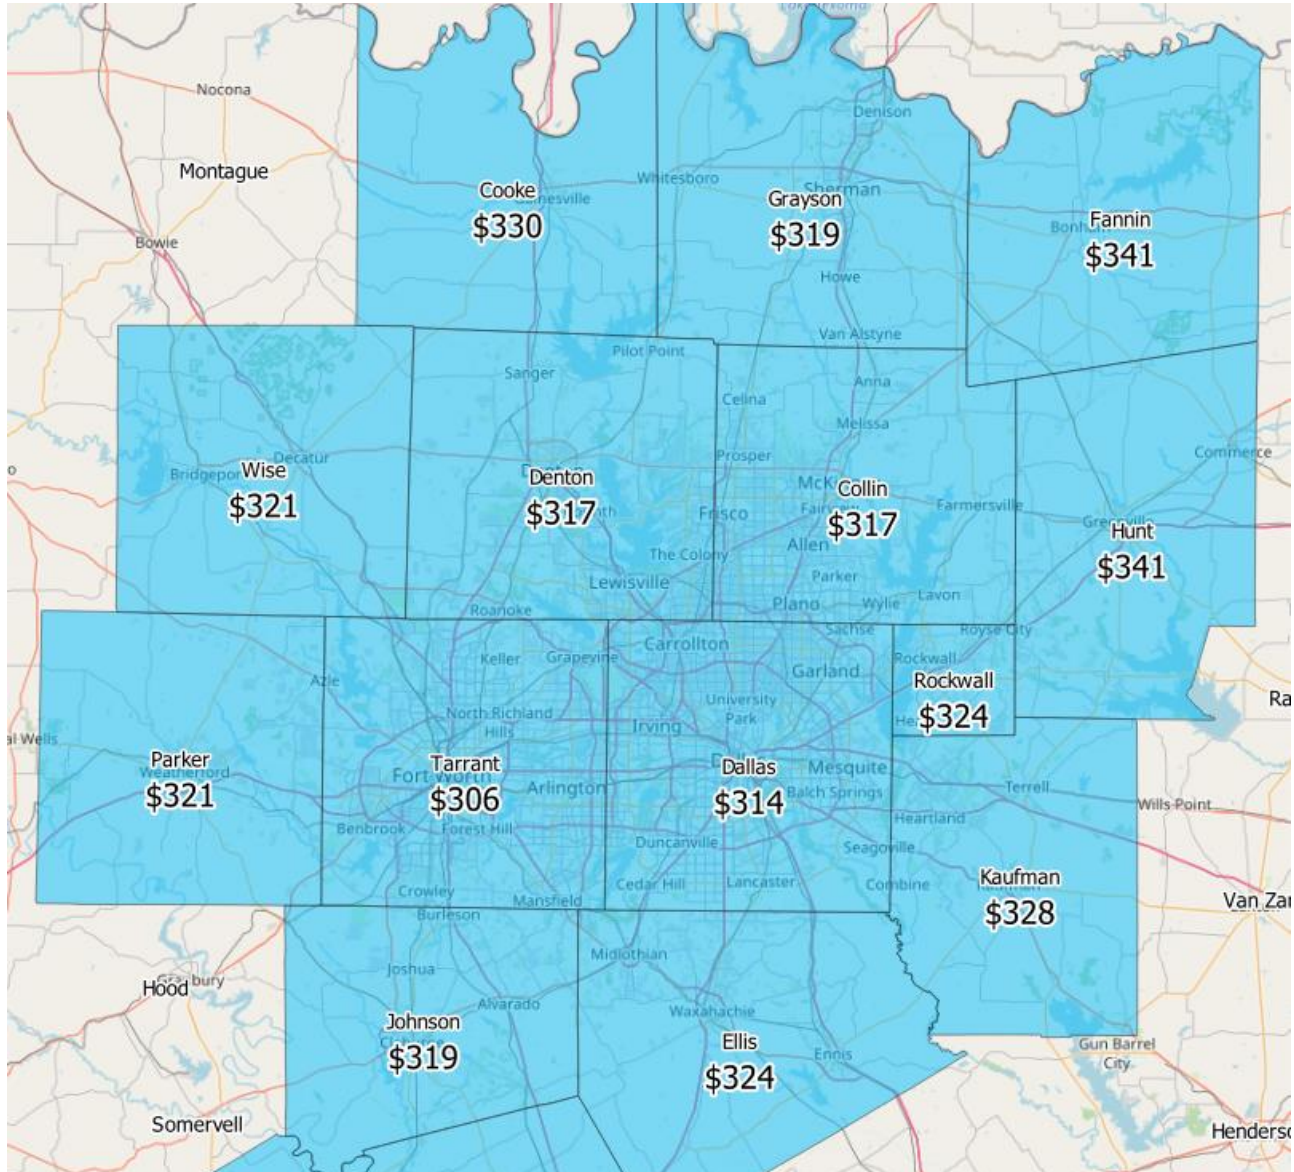 Nocona
Denison
Montague
Whitesboro
Cooke
$330
Sherman
Grayson
$319
Fannin
$341
Bowie
Howe
Van Alstyne
Pilot Point
Sanger
Anna
Celina
Melissa
Commerce
Prosper
Decatur
Wise
$321
Denton
$317
Collin
$317
Farmersville
Frisco
Hunt
$341
Allen
The Colony
Lewisville
Parker
Plano
Wylie
Lavon
Roanoke
Sachse
Royse City
Carrollton
Keller
Grapevine
Rockwall
Garland
Azle
Rockwall
$324
University
Park
North Richland
Hills
Irving
Parker
$321
Weatherford
Tarrant
$306
Fort Worth
Arlington
Dallas
$314
Mesquite
Balch Springs
Terrell
Wills Point
Heartland
Benbrook
Forest Hill
Duncanville
Seagoville
Crowley
Mansfield
Cedar Hill
Lancaster
Combine
Kaufman
$328
Burleson
Midlothian
Joshua
Hood
Alvarado
Waxahachie
Johnson
$319
Ellis
$324
Ennis
Gun Barrel
City
Somervell